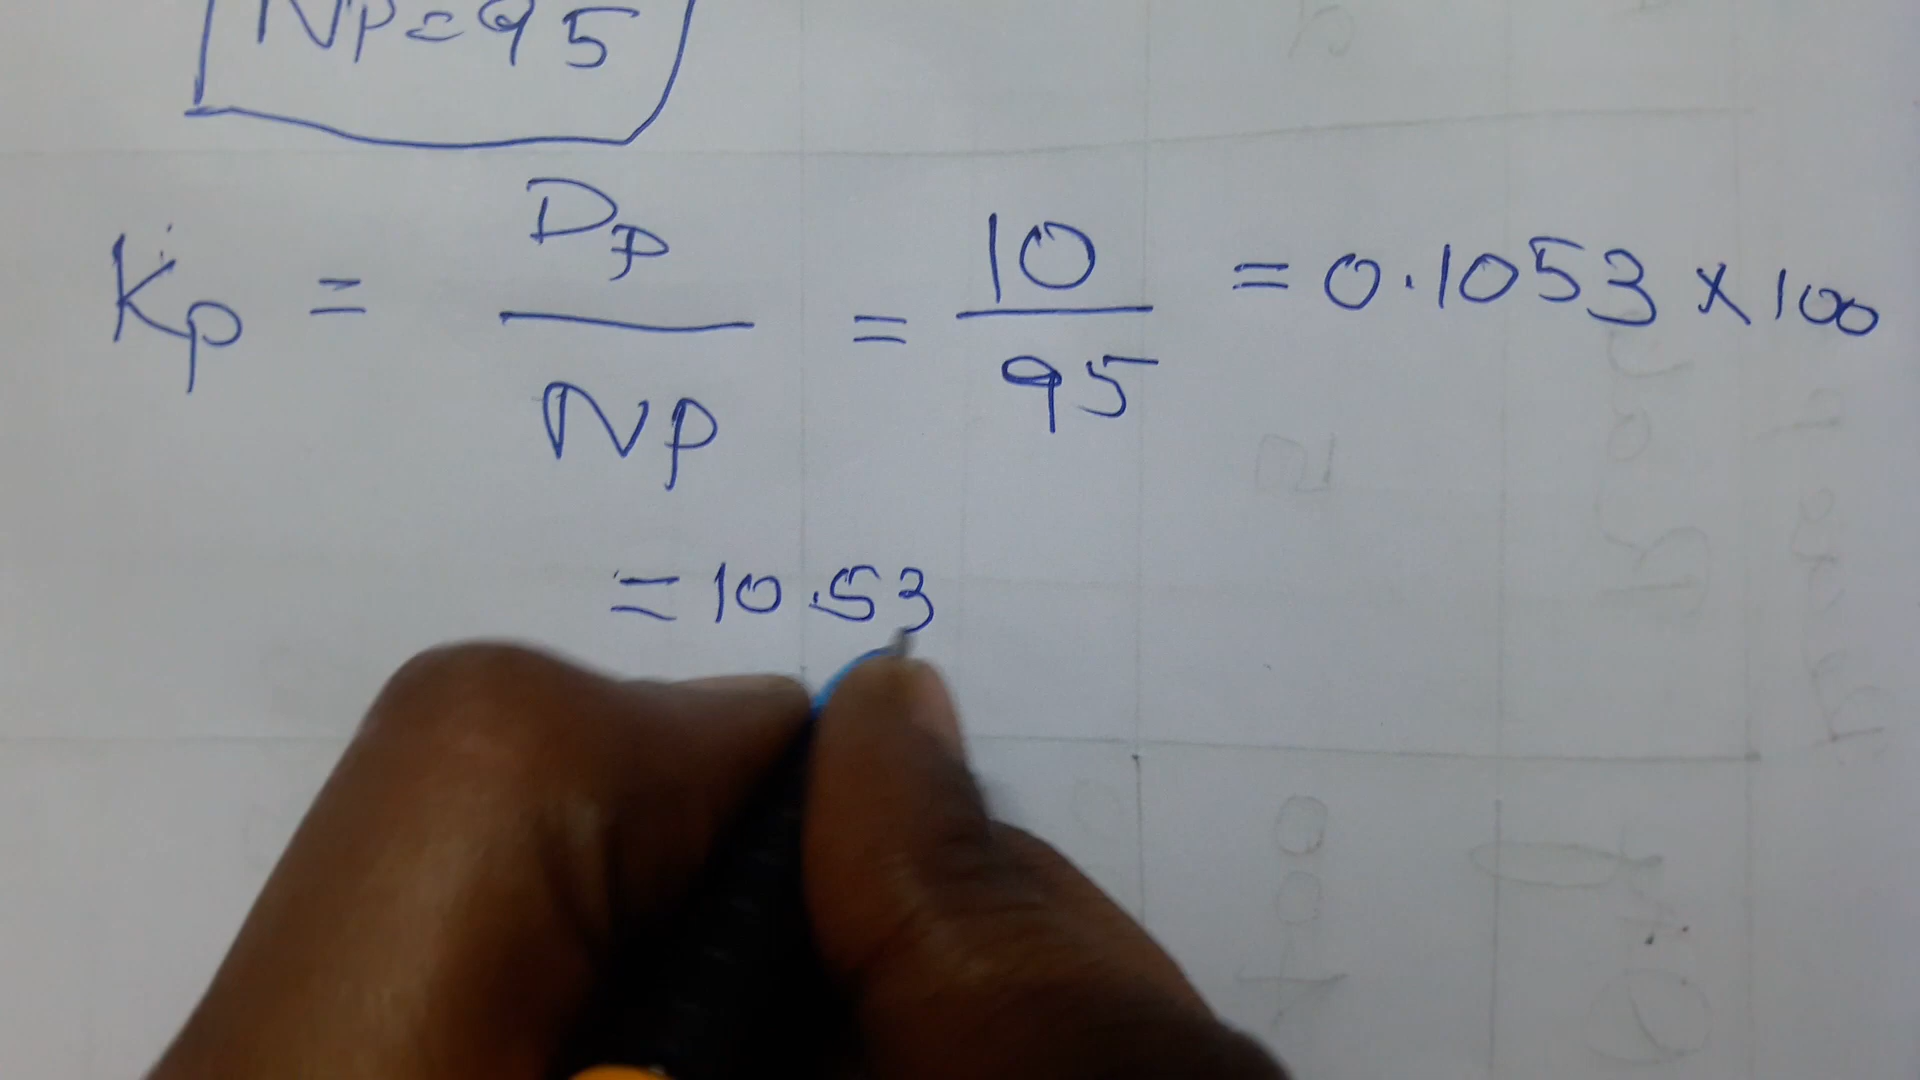 NP=95
Kp = Dp / NP = 10 / 95 = 0.1053 × 100
= 10.53